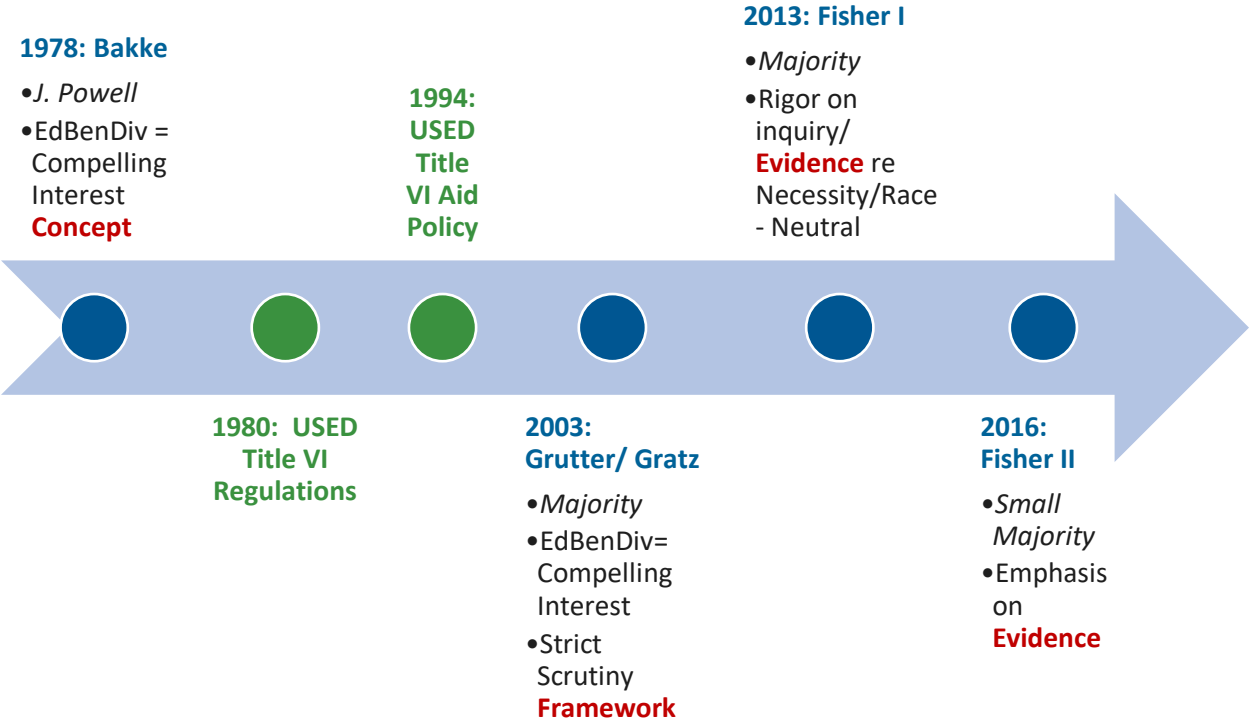 1978: Bakke
•J. Powell
•EdBenDiv =
Compelling
Interest
Concept
1980:  USED
Title VI
Regulations
1994:
USED
Title
VI Aid
Policy
2003:
Grutter/ Gratz
•Majority
•EdBenDiv=
Compelling
Interest
•Strict
Scrutiny
Framework
2013: Fisher I
•Majority
•Rigor on
inquiry/
Evidence re
Necessity/Race
- Neutral
2016:
Fisher II
•Small
Majority
•Emphasis
on
Evidence